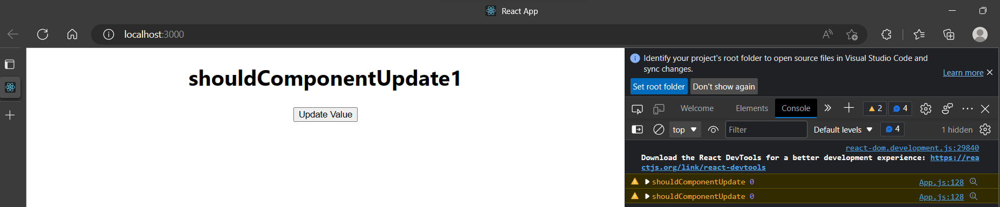 React App
localhost:3000
shouldComponentUpdate1
Update Value
Identify your project's root folder to open source files in Visual Studio Code and
sync changes.
Learn more
Set root folder
Don't show again
Welcome
Elements
Console
2
4
top
Filter
Default levels
4
1 hidden
react-dom.development.js:29840
Download the React DevTools for a better development experience: https://rea
ctjs.org/link/react-devtools
shouldComponentUpdate 0 App.js:128
shouldComponentUpdate 0 App.js:128